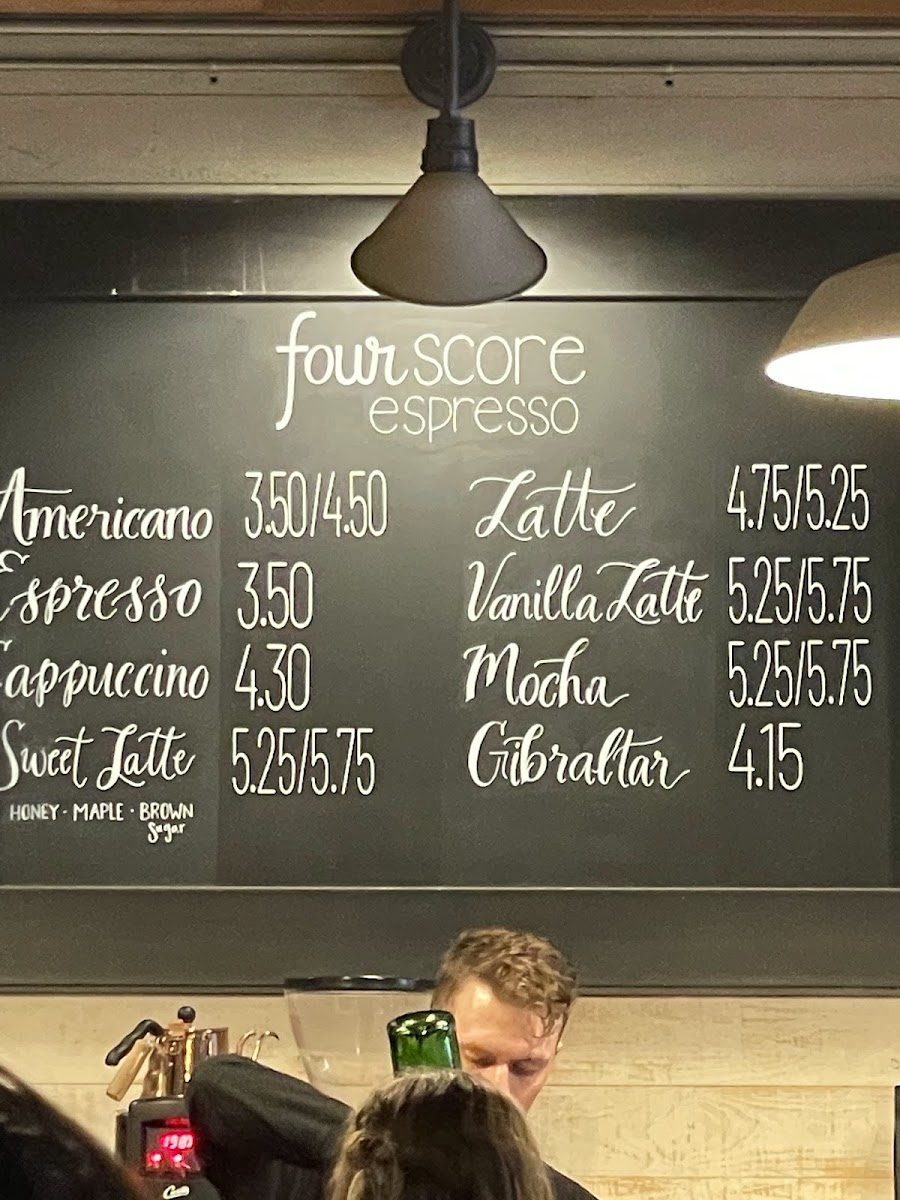 four score
espresso
Americano 3.50/4.50
Espresso 3.50
Cappuccino 4.30
Sweet Latte 5.25/5.75
HONEY · MAPLE · BROWN
Sugar
Latte 4.75/5.25
Vanilla Latte 5.25/5.75
Mocha 5.25/5.75
Gibraltar 4.15